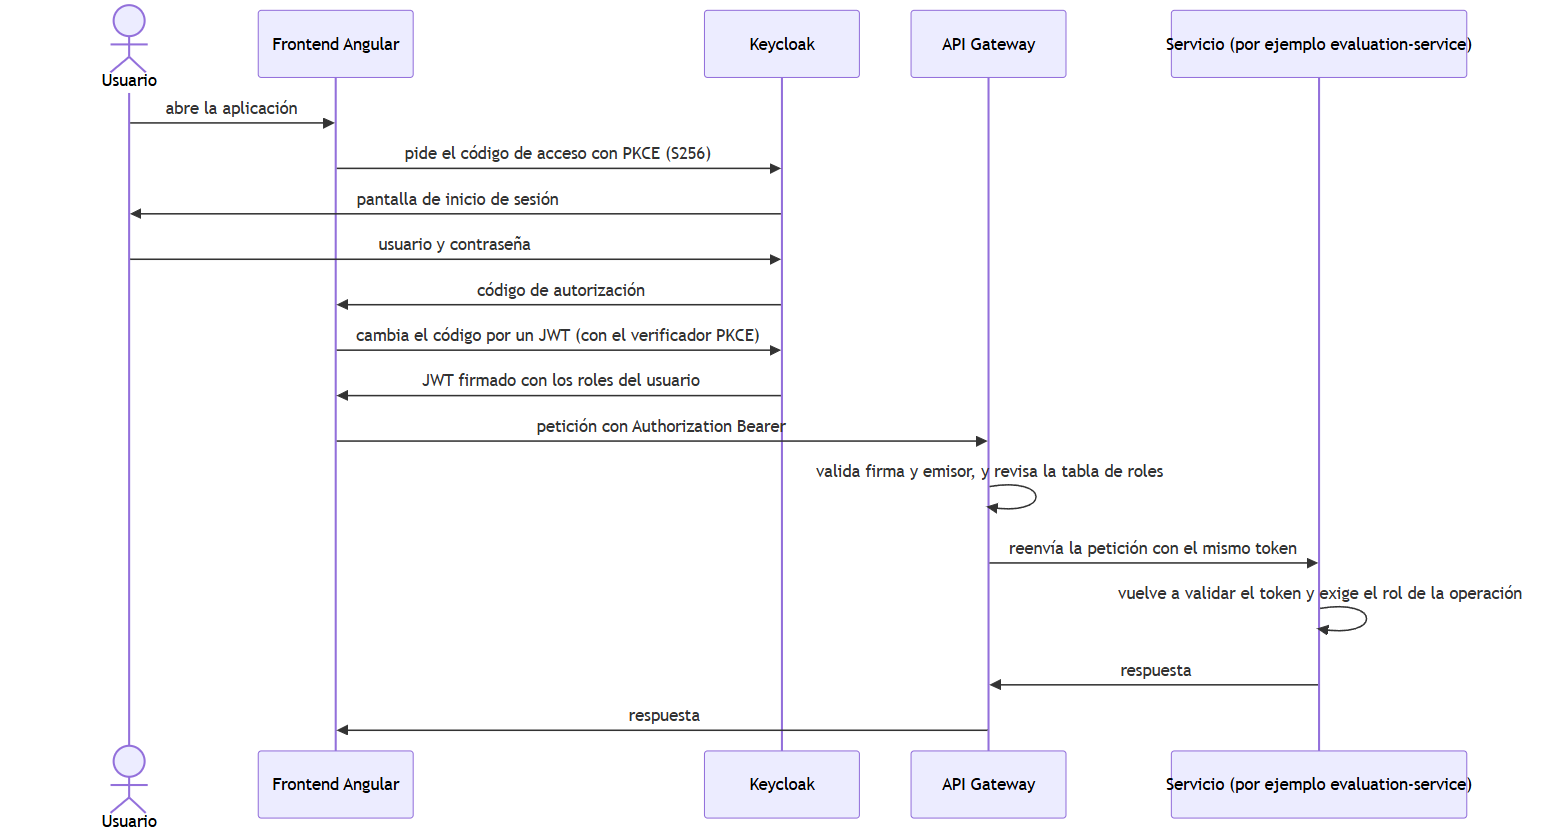 Usuario
Frontend Angular
Keycloak
API Gateway
Servicio (por ejemplo evaluation-service)
abre la aplicación
pide el código de acceso con PKCE (S256)
pantalla de inicio de sesión
usuario y contraseña
código de autorización
cambia el código por un JWT (con el verificador PKCE)
JWT firmado con los roles del usuario
petición con Authorization Bearer
valida firma y emisor, y revisa la tabla de roles
reenvía la petición con el mismo token
vuelve a validar el token y exige el rol de la operación
respuesta
respuesta
Usuario
Frontend Angular
Keycloak
API Gateway
Servicio (por ejemplo evaluation-service)